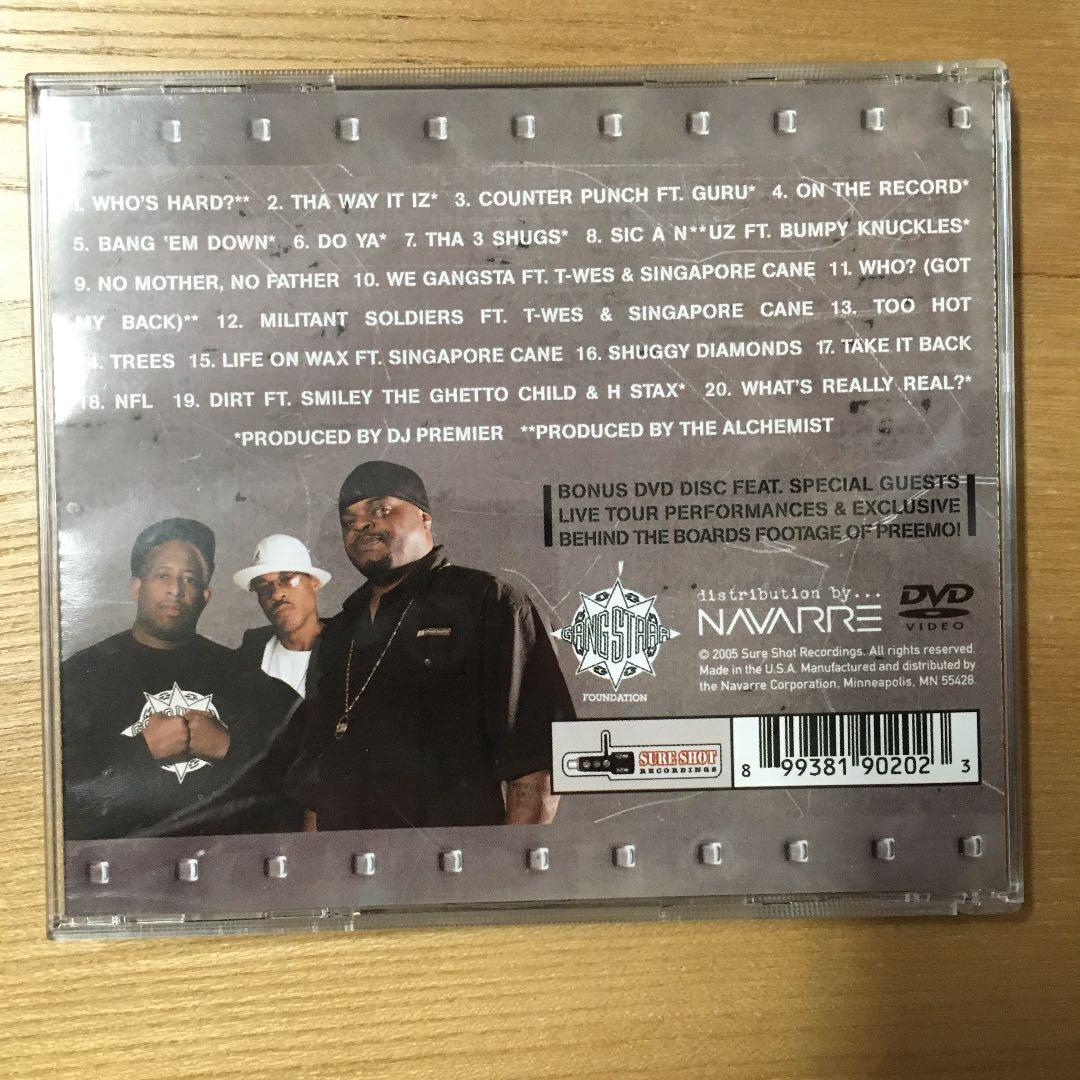 1. WHO'S HARD?** 2. THA WAY IT IZ* 3. COUNTER PUNCH FT. GURU* 4. ON THE RECORD*
5. BANG 'EM DOWN* 6. DO YA* 7. THA 3 SHUGS* 8. SIC A N**UZ FT. BUMPY KNUCKLES*
9. NO MOTHER, NO FATHER 10. WE GANGSTA FT. T-WES & SINGAPORE CANE 11. WHO? (GOT
MY BACK)** 12. MILITANT SOLDIERS FT. T-WES & SINGAPORE CANE 13. TOO HOT
14. TREES 15. LIFE ON WAX FT. SINGAPORE CANE 16. SHUGGY DIAMONDS 17. TAKE IT BACK
18. NFL 19. DIRT FT. SMILEY THE GHETTO CHILD & H STAX* 20. WHAT'S REALLY REAL?*
*PRODUCED BY DJ PREMIER **PRODUCED BY THE ALCHEMIST
BONUS DVD DISC FEAT. SPECIAL GUESTS
LIVE TOUR PERFORMANCES & EXCLUSIVE
BEHIND THE BOARDS FOOTAGE OF PREEMO!
GANG STARR
FOUNDATION
distribution by...
NAVARRE
DVD
VIDEO
© 2005 Sure Shot Recordings. All rights reserved.
Made in the U.S.A. Manufactured and distributed by
the Navarre Corporation, Minneapolis, MN 55428.
SURE SHOT
RECORDINGS
8 99381 90202 3